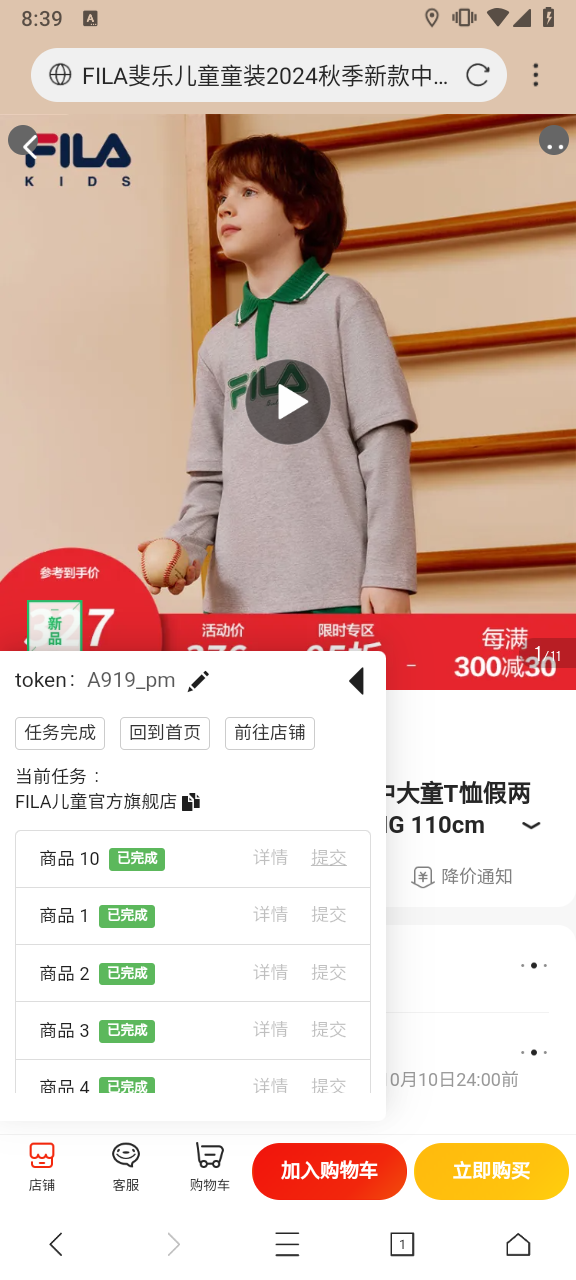 8:39
A
FILA斐乐儿童童装2024秋季新款中...
FILA
KIDS
FILA
参考到手价
新品
7
活动价
限时专区
每满
300减30
1/11
token：A919_pm
任务完成 回到首页 前往店铺
当前任务：
FILA儿童官方旗舰店
大童T恤假两
G 110cm
商品 10 已完成 详情 提交
降价通知
商品 1 已完成 详情 提交
商品 2 已完成 详情 提交
商品 3 已完成 详情 提交
0月10日24:00前
商品 4 已完成 详情 提交
店铺 客服 购物车 加入购物车 立即购买
1